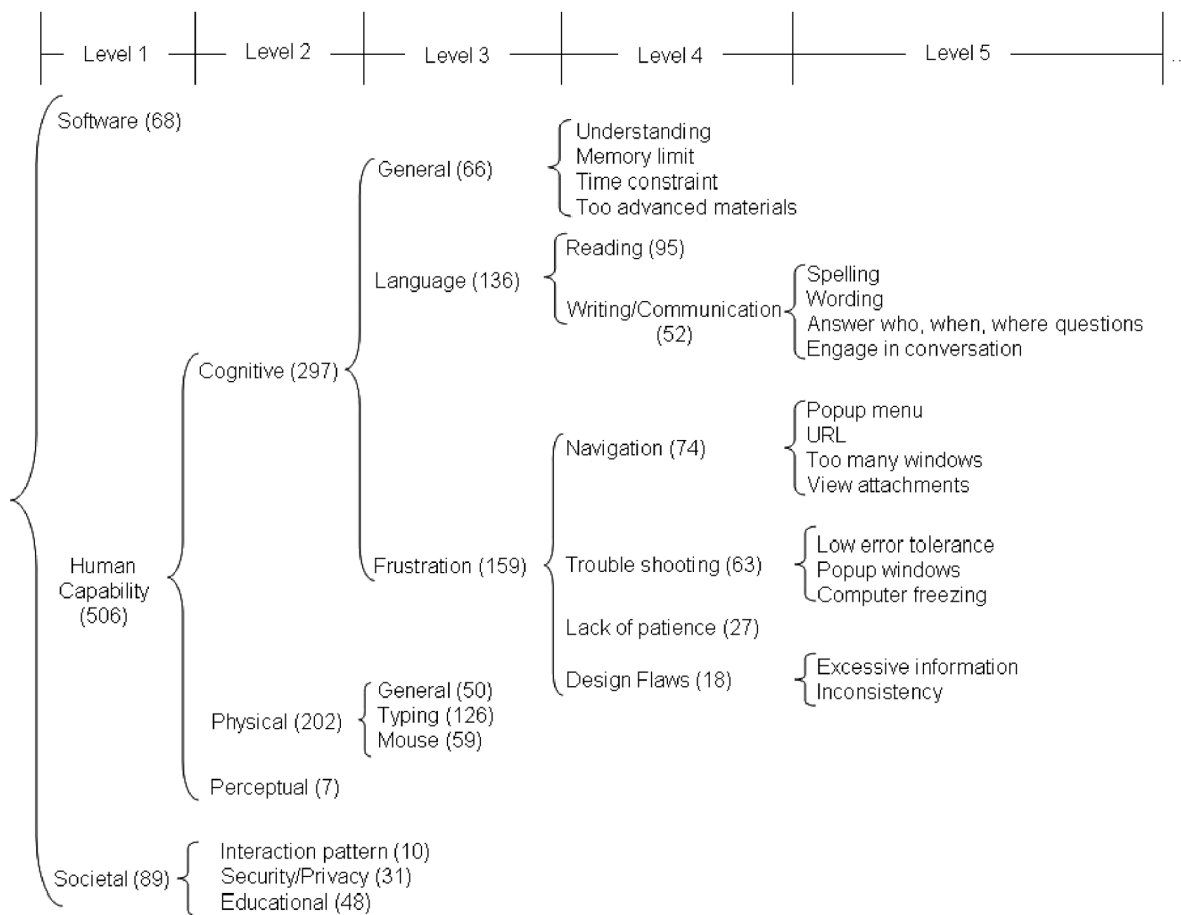 Level 1
Level 2
Level 3
Level 4
Level 5
..
Software (68)
Human
Capability
(506)
Societal (89)
Cognitive (297)
Physical (202)
Perceptual (7)
Interaction pattern (10)
Security/Privacy (31)
Educational (48)
General (66)
Language (136)
Frustration (159)
General (50)
Typing (126)
Mouse (59)
Understanding
Memory limit
Time constraint
Too advanced materials
Reading (95)
Writing/Communication
(52)
Navigation (74)
Trouble shooting (63)
Lack of patience (27)
Design Flaws (18)
Spelling
Wording
Answer who, when, where questions
Engage in conversation
Popup menu
URL
Too many windows
View attachments
Low error tolerance
Popup windows
Computer freezing
Excessive information
Inconsistency